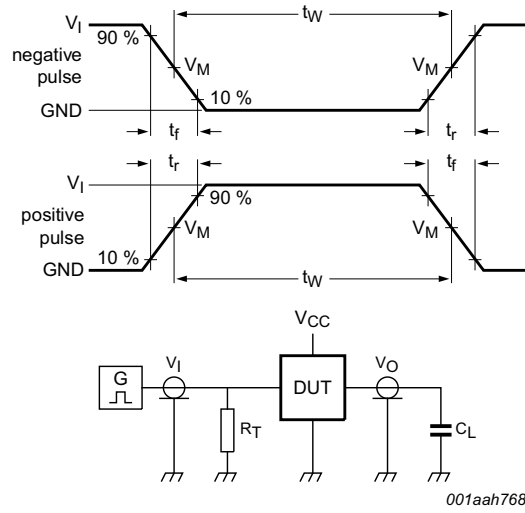 V_I
t_W
90 %
negative
pulse
V_M
V_M
10 %
GND
t_f
t_r
t_r
t_f
V_I
90 %
positive
pulse
V_M
V_M
10 %
GND
t_W
V_CC
V_I
V_O
G
DUT
R_T
C_L
001aah768